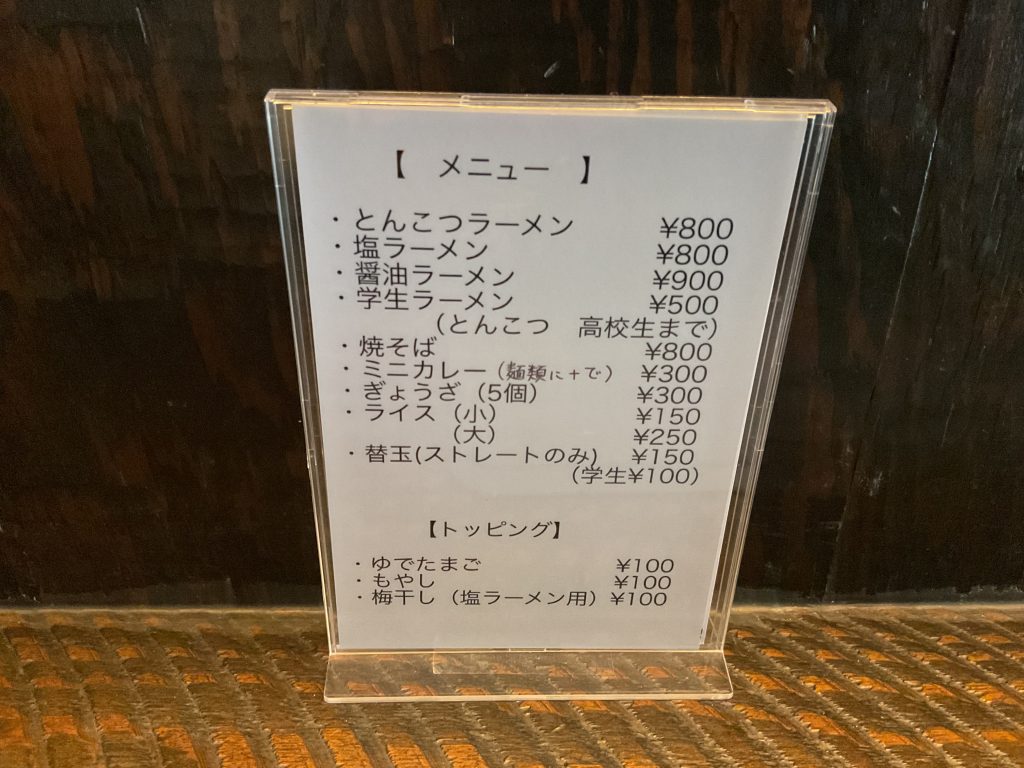 【 メニュー 】
・とんこつラーメン ¥800
・塩ラーメン ¥800
・醤油ラーメン ¥900
・学生ラーメン ¥500
（とんこつ 高校生まで）
・焼そば ¥800
・ミニカレー（麺類に+で） ¥300
・ぎょうざ（5個） ¥300
・ライス（小） ¥150
（大） ¥250
・替玉(ストレートのみ) ¥150
（学生¥100）
【トッピング】
・ゆでたまご ¥100
・もやし ¥100
・梅干し（塩ラーメン用）¥100